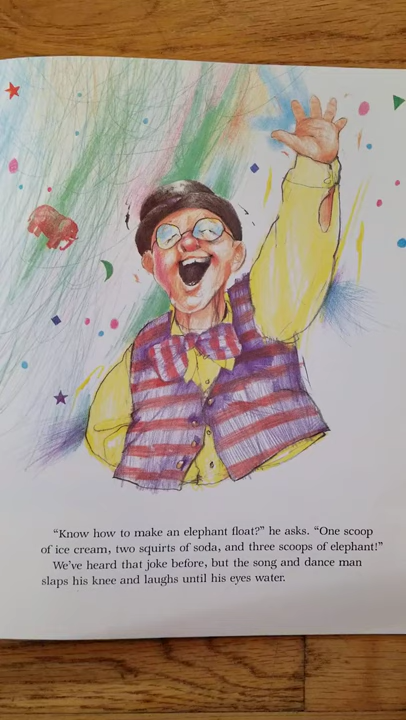 “Know how to make an elephant float?” he asks. “One scoop
of ice cream, two squirts of soda, and three scoops of elephant!”
We’ve heard that joke before, but the song and dance man
slaps his knee and laughs until his eyes water.